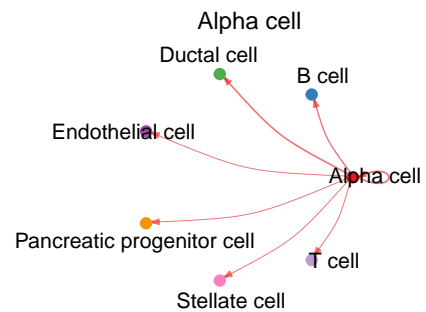 Alpha cell
Ductal cell
B cell
Endothelial cell
Alpha cell
Pancreatic progenitor cell
T cell
Stellate cell